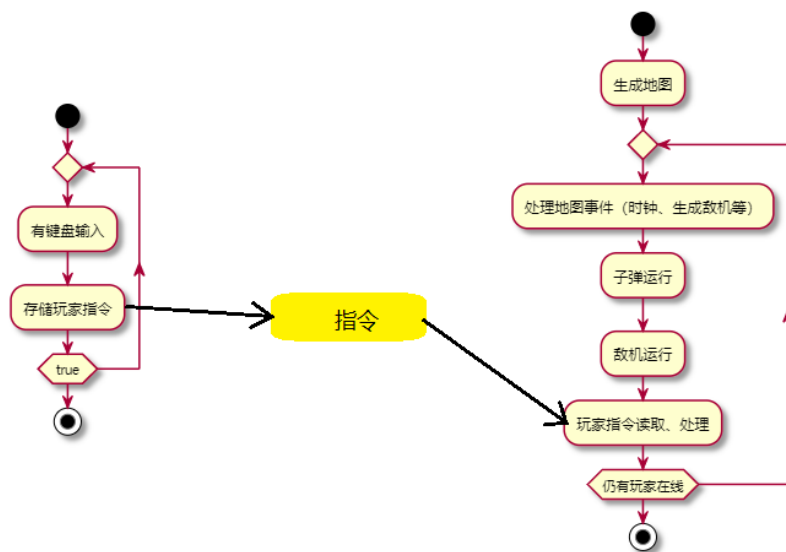 有键盘输入
存储玩家指令
true
指令
生成地图
处理地图事件（时钟、生成敌机等）
子弹运行
敌机运行
玩家指令读取、处理
仍有玩家在线